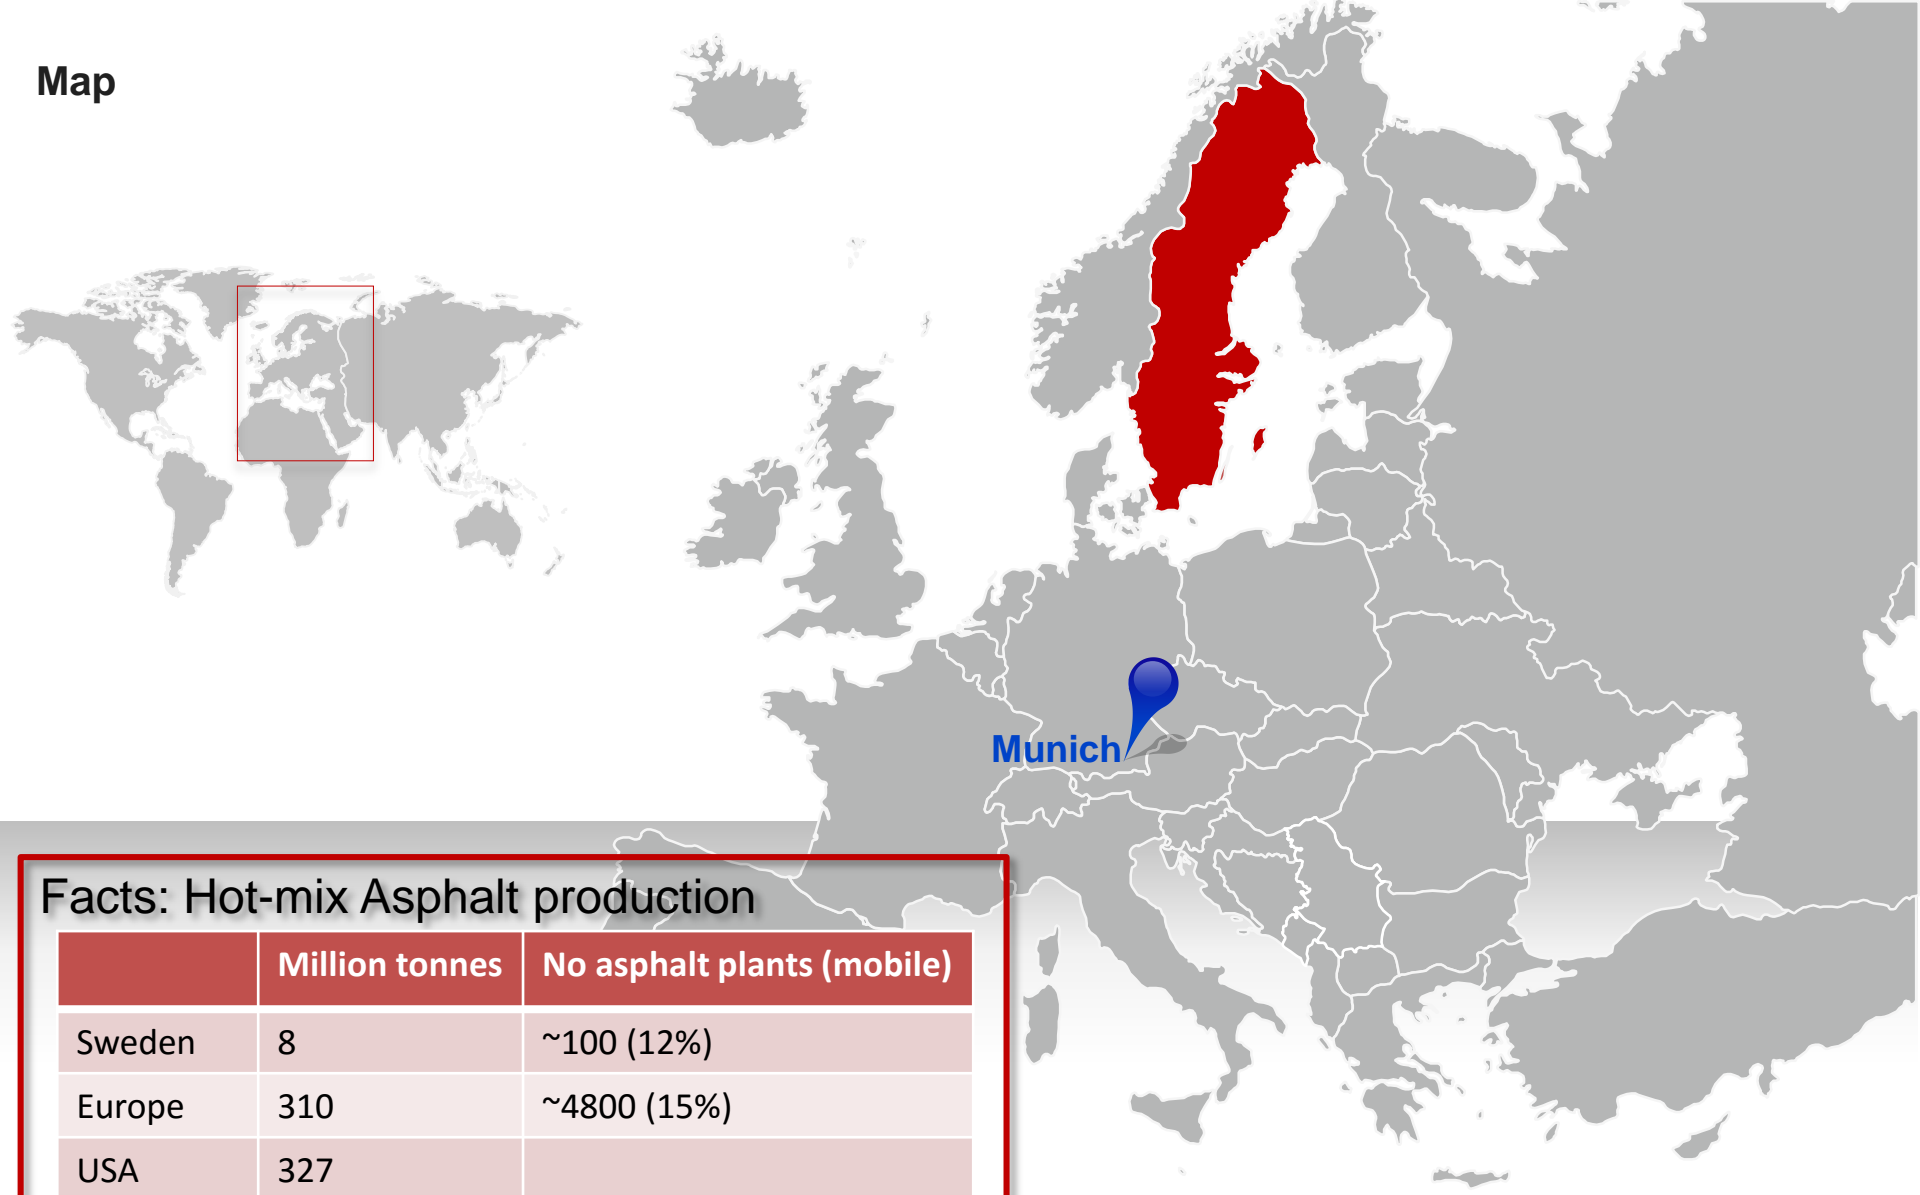 Map
Munich
Facts: Hot-mix Asphalt production
Million tonnes No asphalt plants (mobile)
Sweden 8 ~100 (12%)
Europe 310 ~4800 (15%)
USA 327